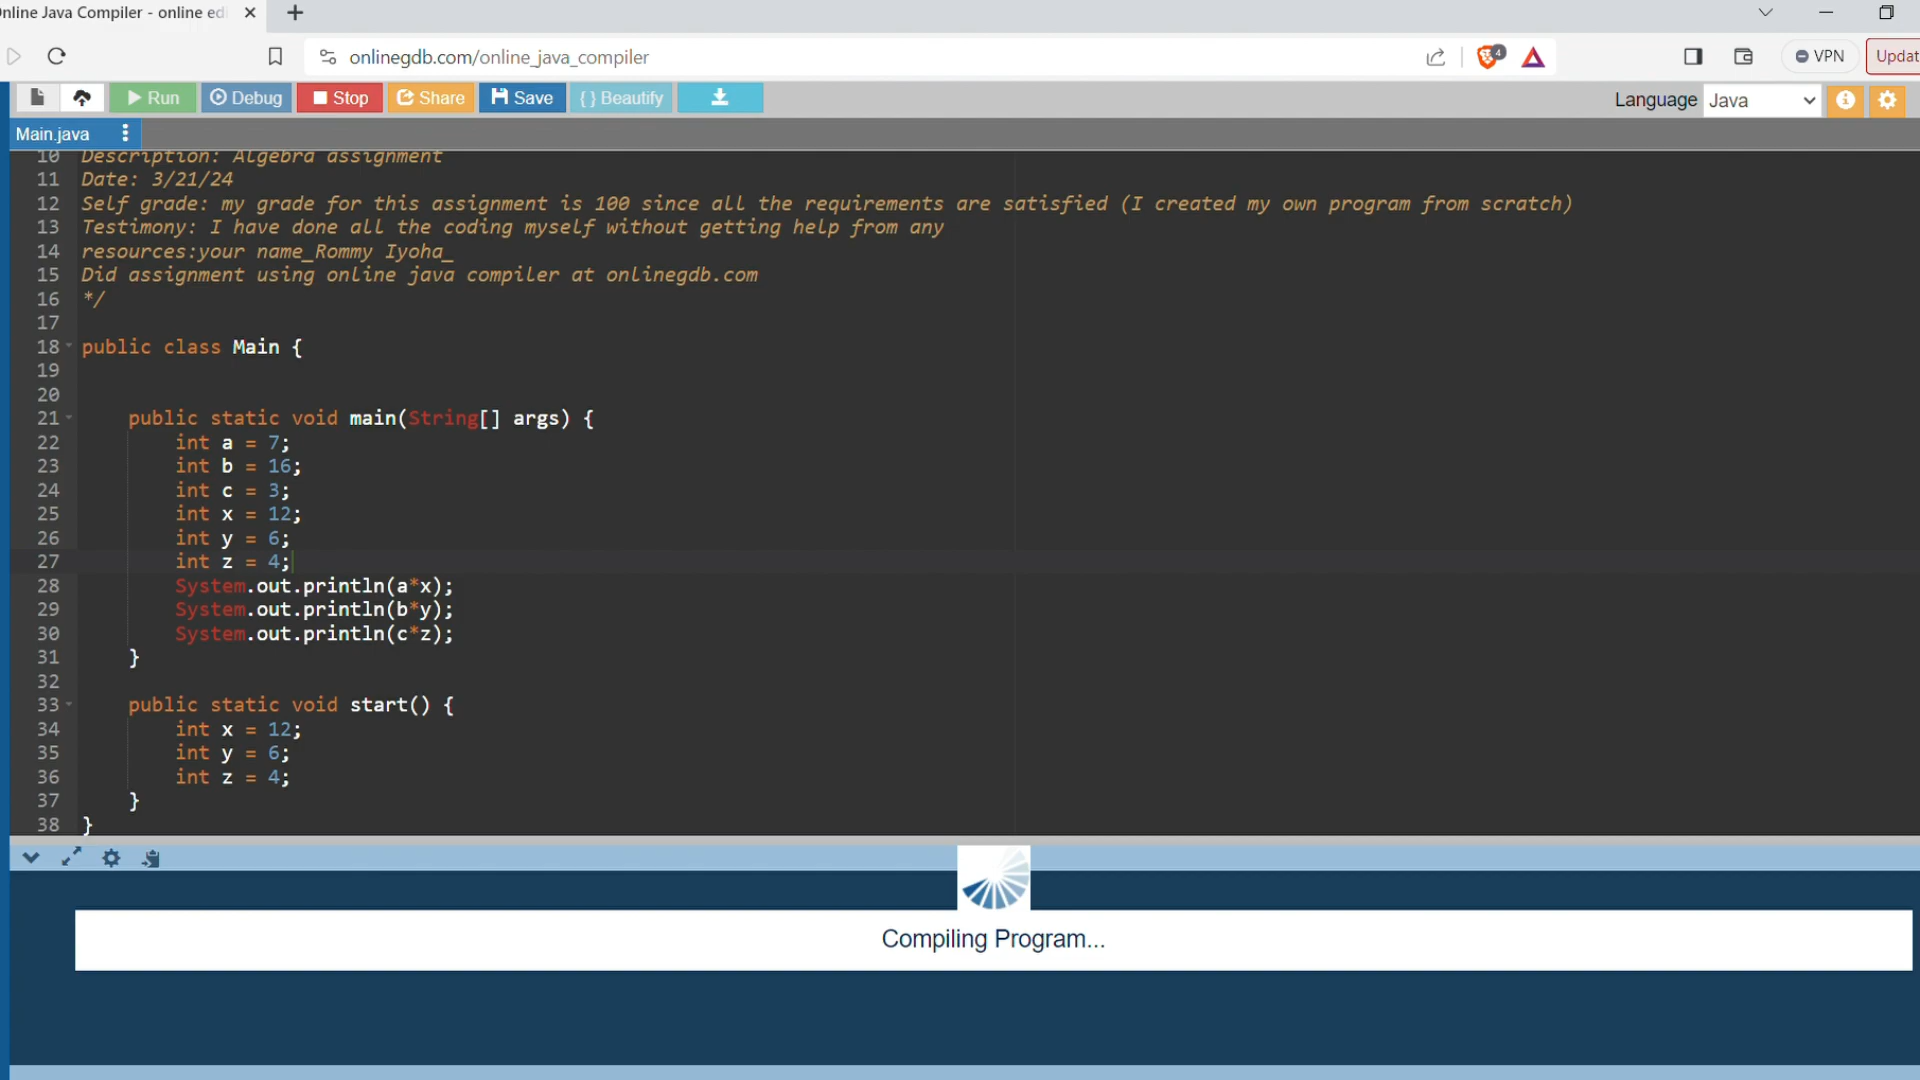 nline Java Compiler - online edi
onlinegdb.com/online_java_compiler
4
VPN
Updat
Run
Debug
Stop
Share
Save
{ } Beautify
Language
Java
Main.java
10 Description: Algebra assignment
11 Date: 3/21/24
12 Self grade: my grade for this assignment is 100 since all the requirements are satisfied (I created my own program from scratch)
13 Testimony: I have done all the coding myself without getting help from any
14 resources:your name_Rommy Iyoha_
15 Did assignment using online java compiler at onlinegdb.com
16 */
17
18 public class Main {
19
20
21 public static void main(String[] args) {
22 int a = 7;
23 int b = 16;
24 int c = 3;
25 int x = 12;
26 int y = 6;
27 int z = 4;
28 System.out.println(a*x);
29 System.out.println(b*y);
30 System.out.println(c*z);
31 }
32
33 public static void start() {
34 int x = 12;
35 int y = 6;
36 int z = 4;
37 }
38 }
Compiling Program...